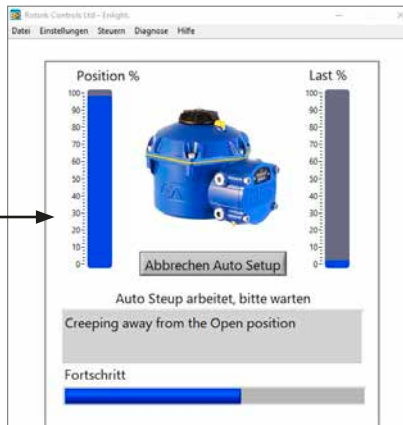 Rotork Controls Ltd - Enlight.
Datei Einstellungen Steuern Diagnose Hilfe
Position %
Last %
100
90
80
70
60
50
40
30
20
10
0
100
90
80
70
60
50
40
30
20
10
0
Abbrechen Auto Setup
Auto Steup arbeitet, bitte warten
Creeping away from the Open position
Fortschritt